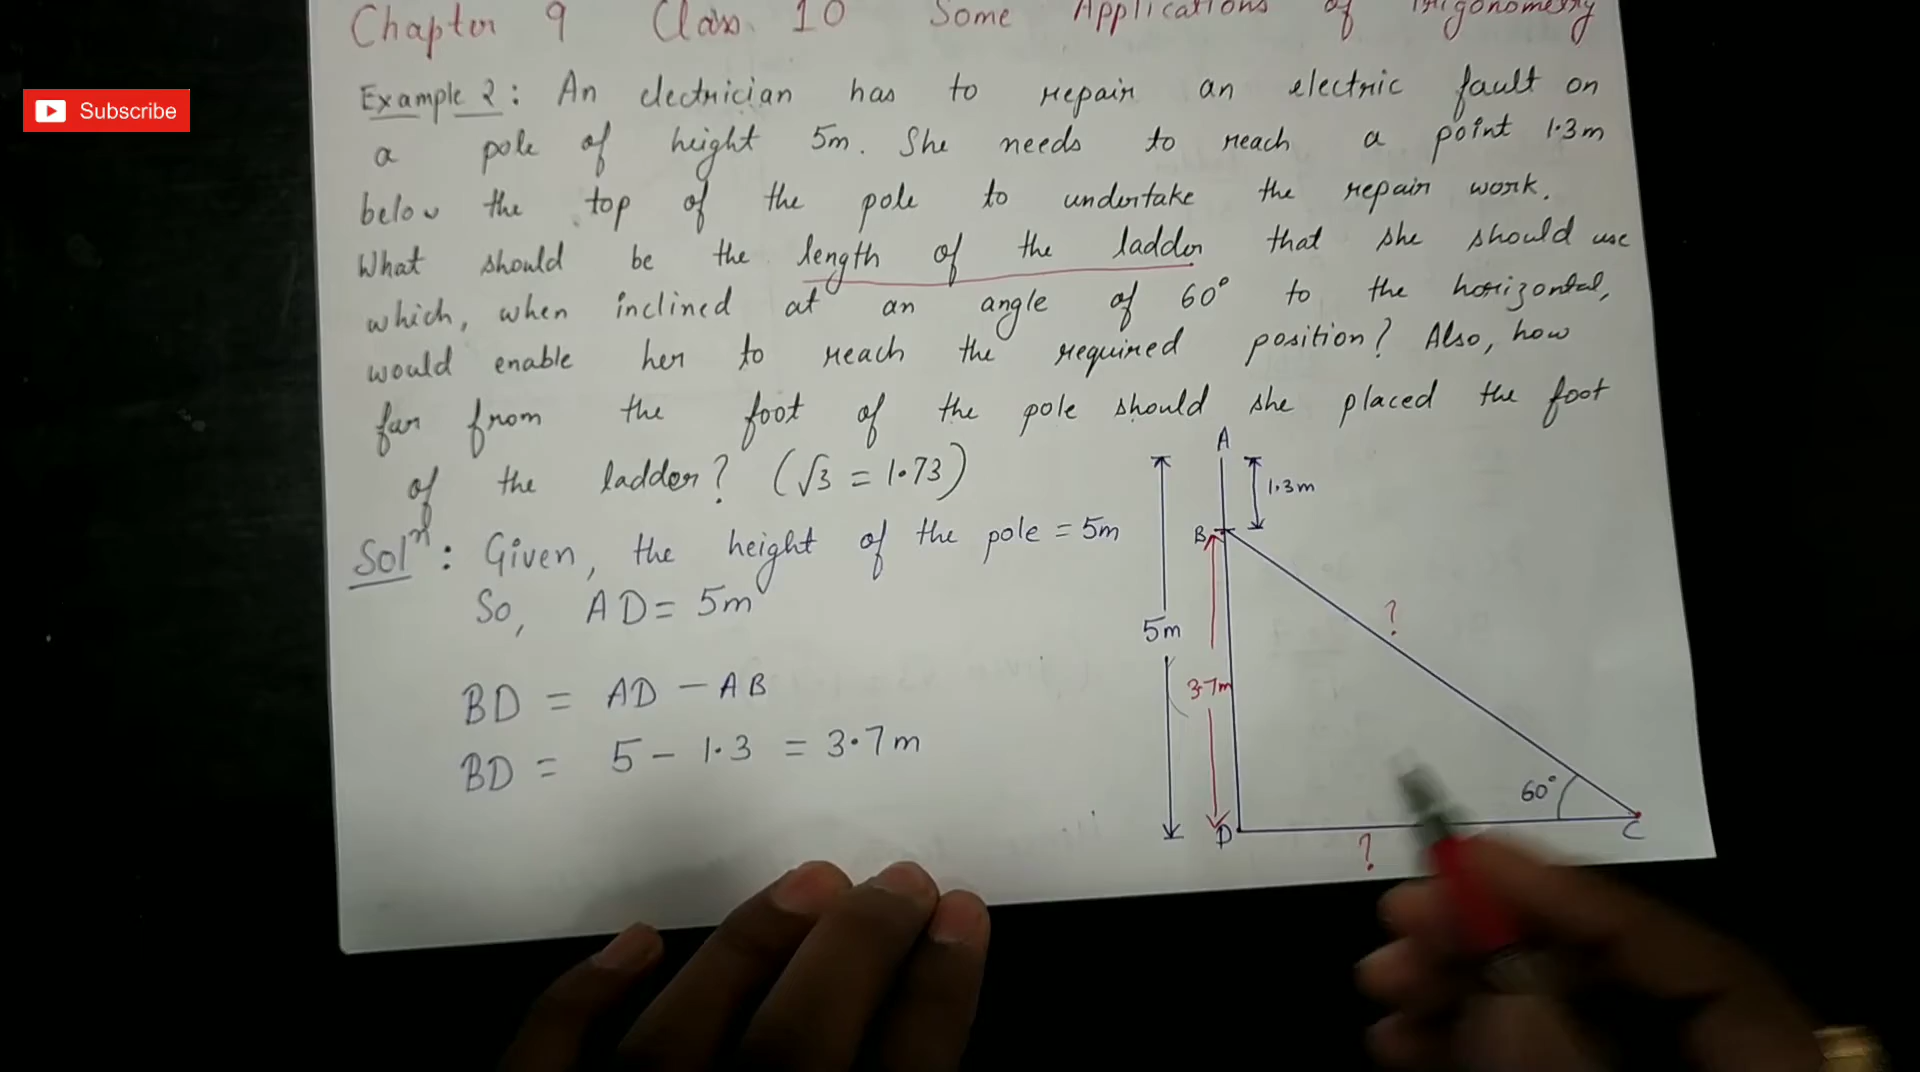 Chapter 9 Class 10 Some Applications of Trigonometry
Subscribe
Example 2: An electrician has to repair an electric fault on
a pole of height 5m. She needs to reach a point 1.3m
below the top of the pole to undertake the repair work.
What should be the length of the ladder that she should use
which, when inclined at an angle of 60° to the horizontal,
would enable her to reach the required position? Also, how
far from the foot of the pole should she placed the foot
of the ladder? (√3 = 1.73)
Solⁿ: Given, the height of the pole = 5m
So, AD = 5m
BD = AD - AB
BD = 5 - 1.3 = 3.7m
A
1.3m
B
?
5m
3.7m
60°
D
C
?